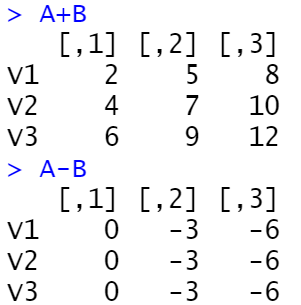 > A+B
   [,1] [,2] [,3]
v1    2    5    8
v2    4    7   10
v3    6    9   12
> A-B
   [,1] [,2] [,3]
v1    0   -3   -6
v2    0   -3   -6
v3    0   -3   -6